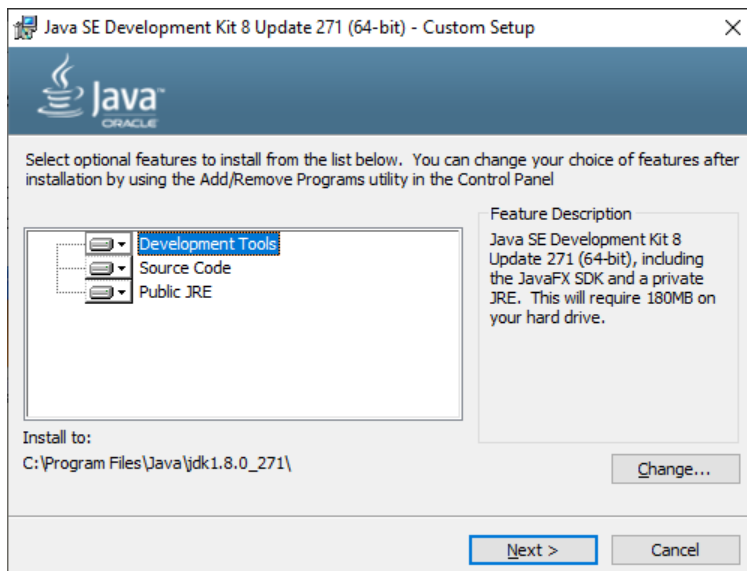 Java SE Development Kit 8 Update 271 (64-bit) - Custom Setup
Java™
ORACLE
Select optional features to install from the list below.  You can change your choice of features after
installation by using the Add/Remove Programs utility in the Control Panel
Development Tools
Source Code
Public JRE
Feature Description
Java SE Development Kit 8
Update 271 (64-bit), including
the JavaFX SDK and a private
JRE.  This will require 180MB on
your hard drive.
Install to:
C:\Program Files\Java\jdk1.8.0_271\
Change...
Next >
Cancel